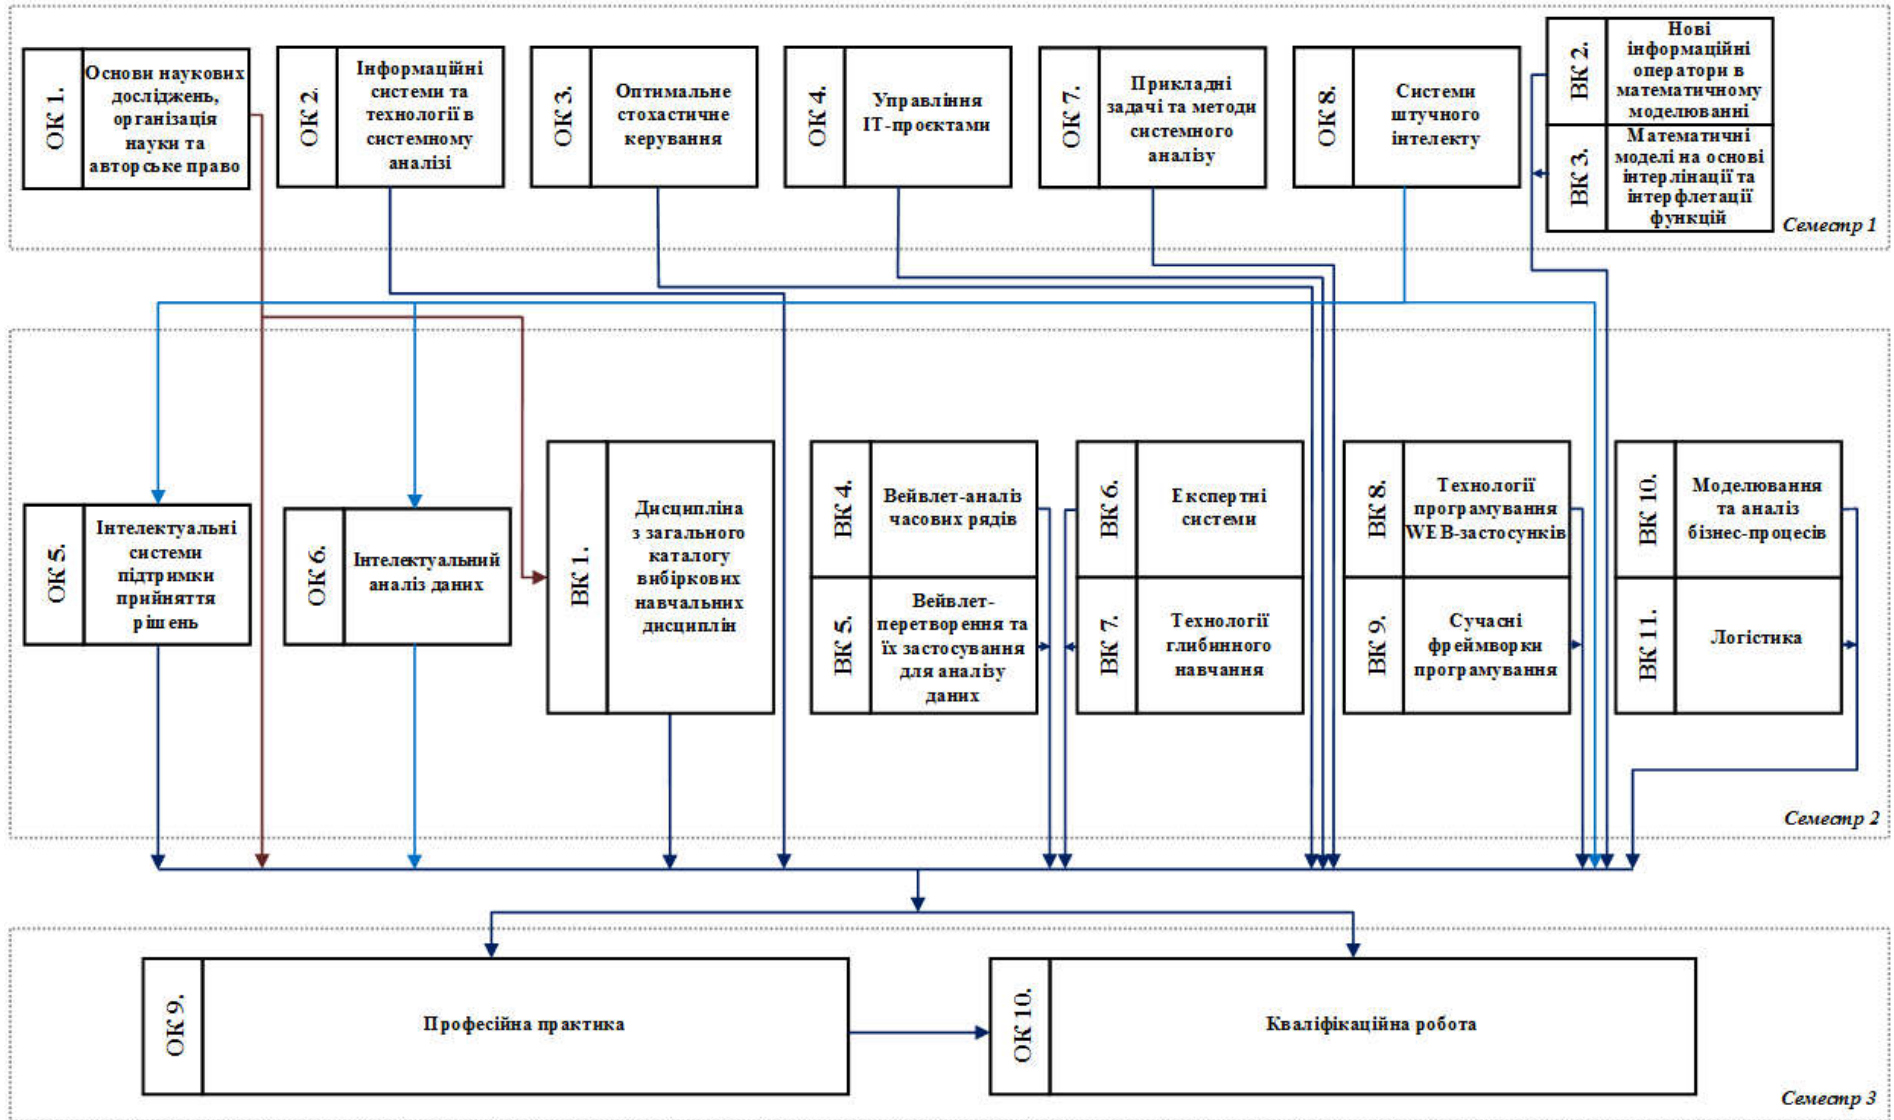 ОК 1.
Основи наукових
досліджень,
організація
науки та
авторське право
ОК 2.
Інформаційні
системи та
технології в
системному
аналізі
ОК 3.
Оптимальне
стохастичне
керування
ОК 4.
Управління
ІТ-проєктами
ОК 7.
Прикладні
задачі та методи
системного
аналізу
ОК 8.
Системи
штучного
інтелекту
ВК 2.
Нові
інформаційні
оператори в
математичному
моделюванні
ВК 3.
Математичні
моделі на основі
інтерлінації та
інтерфлетації
функцій
Семестр 1
ОК 5.
Інтелектуальні
системи
підтримки
прийняття
рішень
ОК 6.
Інтелектуальний
аналіз даних
ВК 1.
Дисципліна
з загального
каталогу
вибіркових
навчальних
дисциплін
ВК 4.
Вейвлет-аналіз
часових рядів
ВК 5.
Вейвлет-
перетворення та
їх застосування
для аналізу
даних
ВК 6.
Експертні
системи
ВК 7.
Технології
глибинного
навчання
ВК 8.
Технології
програмування
WEB-застосунків
ВК 9.
Сучасні
фреймворки
програмування
ВК 10.
Моделювання
та аналіз
бізнес-процесів
ВК 11.
Логістика
Семестр 2
ОК 9.
Професійна практика
ОК 10.
Кваліфікаційна робота
Семестр 3